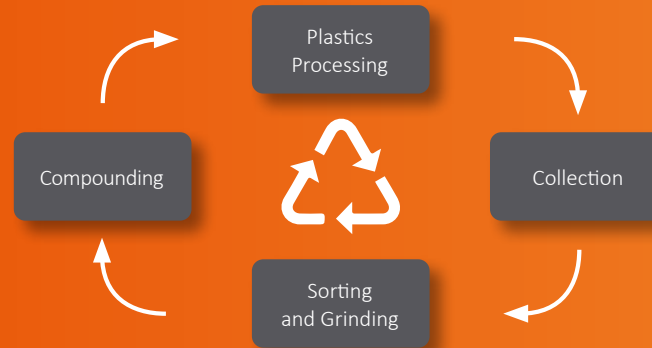 Plastics
Processing
Compounding
Collection
Sorting
and Grinding